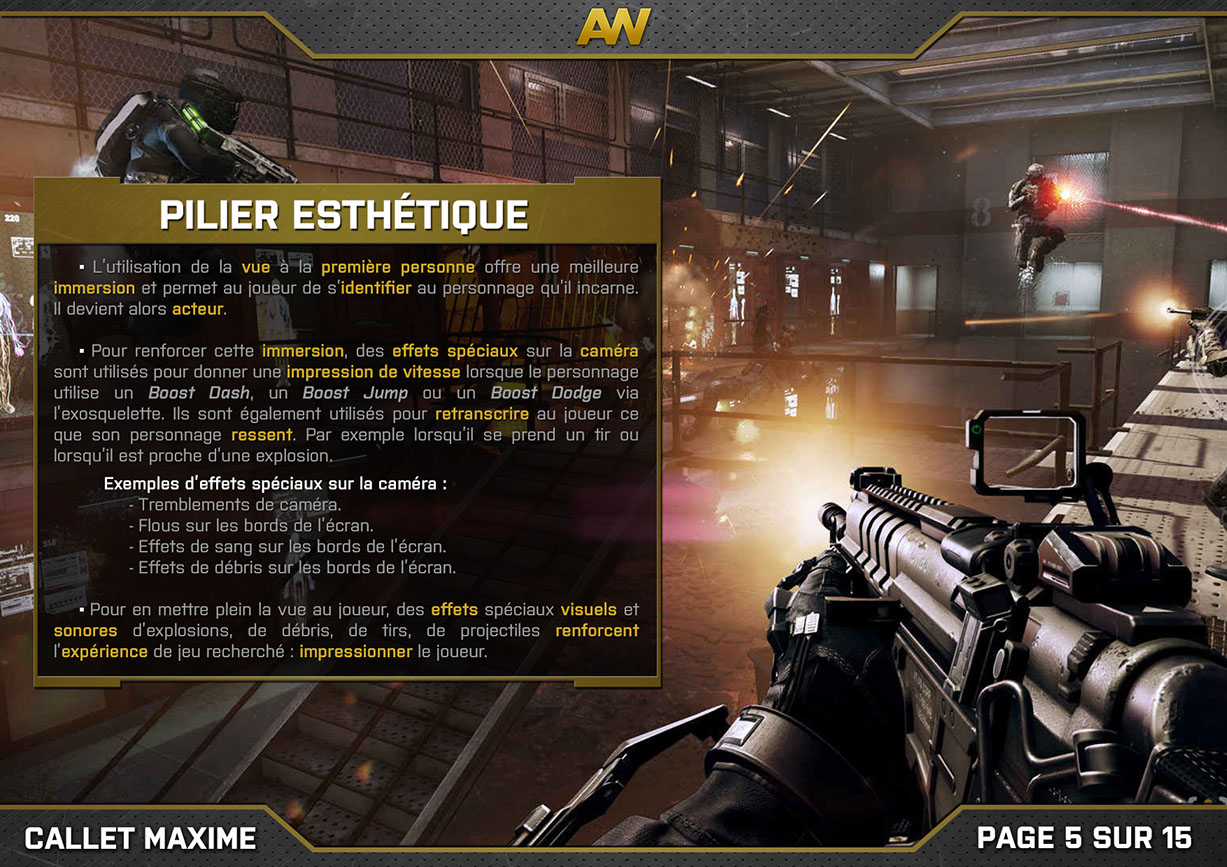 AW
PILIER ESTHÉTIQUE
▪ L'utilisation de la vue à la première personne offre une meilleure
immersion et permet au joueur de s'identifier au personnage qu'il incarne.
Il devient alors acteur.
▪ Pour renforcer cette immersion, des effets spéciaux sur la caméra
sont utilisés pour donner une impression de vitesse lorsque le personnage
utilise un Boost Dash, un Boost Jump ou un Boost Dodge via
l'exosquelette. Ils sont également utilisés pour retranscrire au joueur ce
que son personnage ressent. Par exemple lorsqu'il se prend un tir ou
lorsqu'il est proche d'une explosion.
Exemples d'effets spéciaux sur la caméra :
- Tremblements de caméra.
- Flous sur les bords de l'écran.
- Effets de sang sur les bords de l'écran.
- Effets de débris sur les bords de l'écran.
▪ Pour en mettre plein la vue au joueur, des effets spéciaux visuels et
sonores d'explosions, de débris, de tirs, de projectiles renforcent
l'expérience de jeu recherché : impressionner le joueur.
220
8
CALLET MAXIME
PAGE 5 SUR 15